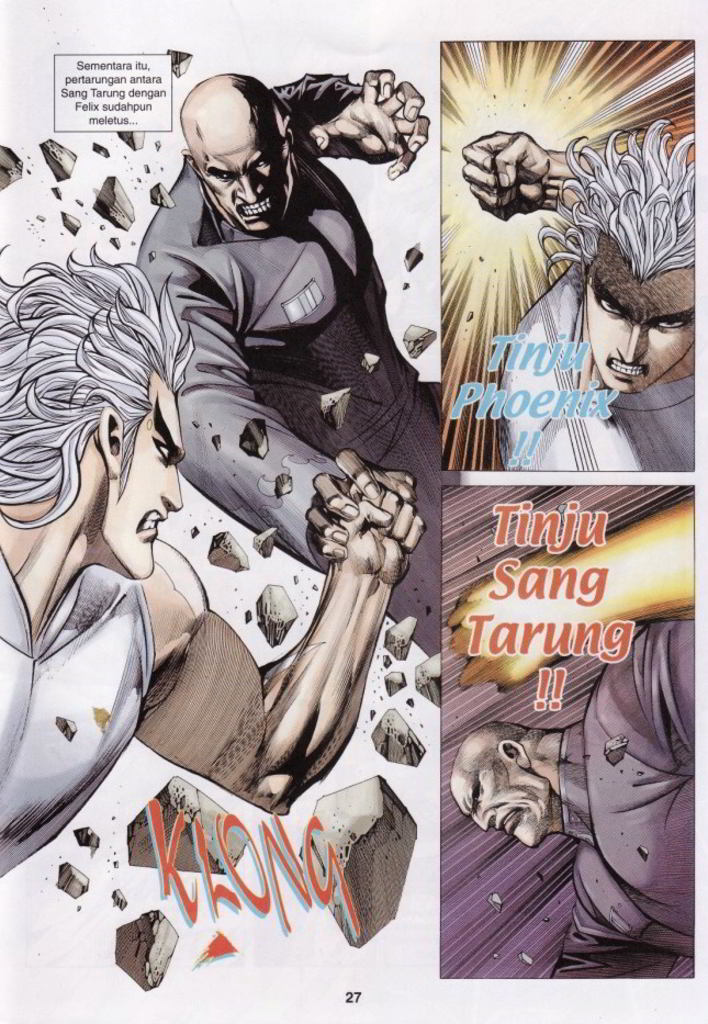 Sementara itu,
pertarungan antara
Sang Tarung dengan
Felix sudahpun
meletus...
Tinju
Phoenix
!!
Tinju
Sang
Tarung
!!
KLONG
27